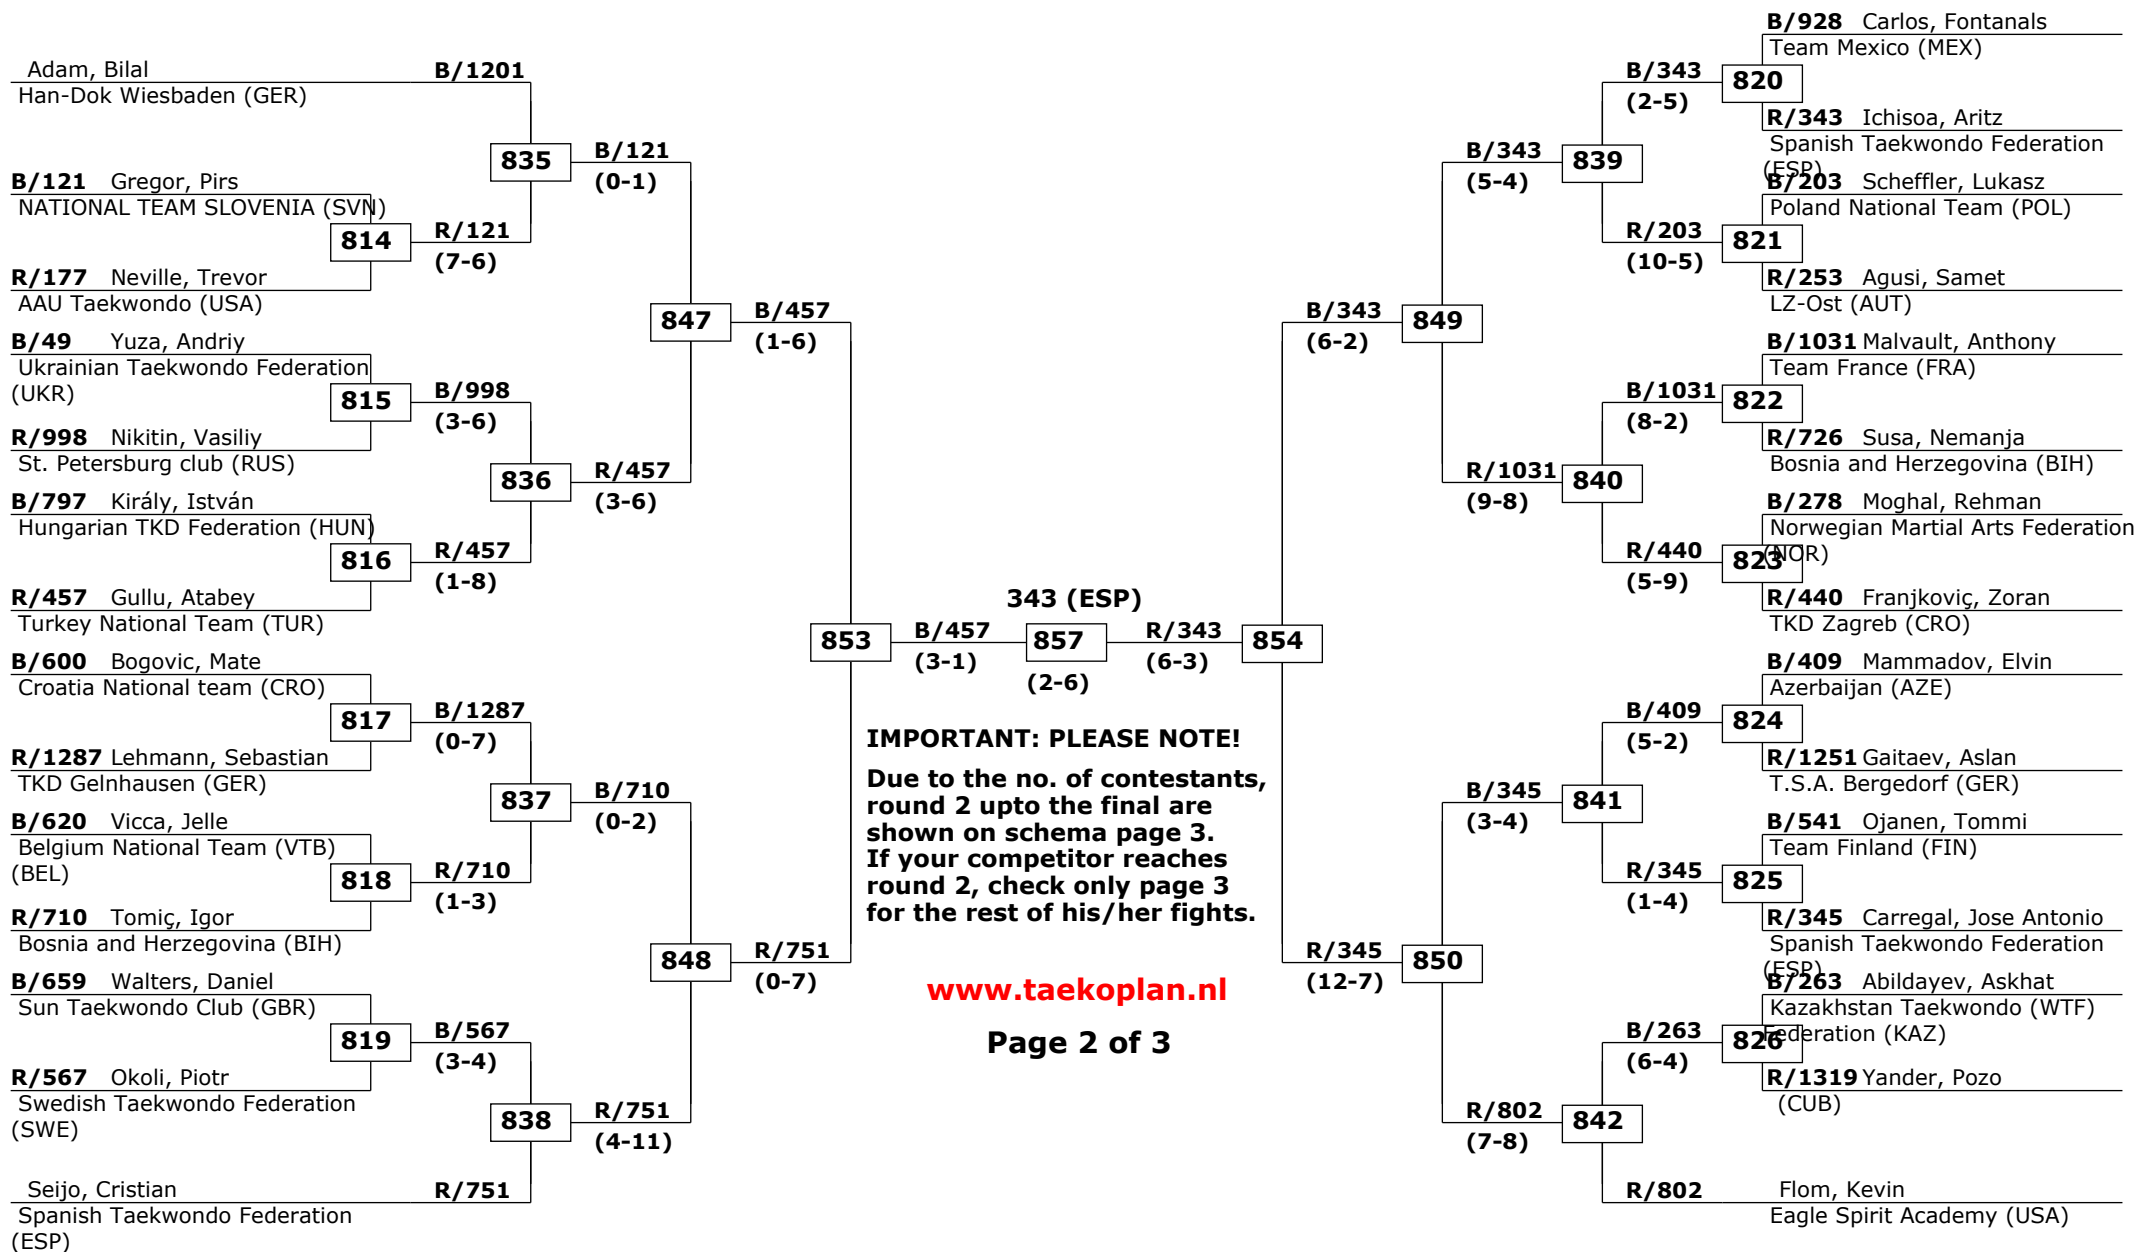 Adam, Bilal
B/1201
Han-Dok Wiesbaden (GER)
835
B/121
(0-1)
B/121 Gregor, Pirs
NATIONAL TEAM SLOVENIA (SVN)
814
R/121
(7-6)
R/177 Neville, Trevor
AAU Taekwondo (USA)
847
B/457
(1-6)
B/49 Yuza, Andriy
Ukrainian Taekwondo Federation
(UKR)
815
B/998
(3-6)
R/998 Nikitin, Vasiliy
St. Petersburg club (RUS)
836
R/457
(3-6)
B/797 Király, István
Hungarian TKD Federation (HUN)
816
R/457
(1-8)
R/457 Gullu, Atabey
Turkey National Team (TUR)
853
B/457
(3-1)
B/600 Bogovic, Mate
Croatia National team (CRO)
817
B/1287
(0-7)
R/1287 Lehmann, Sebastian
TKD Gelnhausen (GER)
837
B/710
(0-2)
B/620 Vicca, Jelle
Belgium National Team (VTB)
(BEL)
818
R/710
(1-3)
R/710 Tomiç, Igor
Bosnia and Herzegovina (BIH)
848
R/751
(0-7)
B/659 Walters, Daniel
Sun Taekwondo Club (GBR)
819
B/567
(3-4)
R/567 Okoli, Piotr
Swedish Taekwondo Federation
(SWE)
838
R/751
(4-11)
Seijo, Cristian
R/751
Spanish Taekwondo Federation
(ESP)
343 (ESP)
857
(2-6)
IMPORTANT: PLEASE NOTE!
Due to the no. of contestants,
round 2 upto the final are
shown on schema page 3.
If your competitor reaches
round 2, check only page 3
for the rest of his/her fights.
www.taekoplan.nl
Page 2 of 3
R/343
(6-3)
854
B/928 Carlos, Fontanals
Team Mexico (MEX)
B/343
(2-5)
820
R/343 Ichisoa, Aritz
Spanish Taekwondo Federation
(ESP)
B/343
(5-4)
839
B/203 Scheffler, Lukasz
Poland National Team (POL)
R/203
(10-5)
821
R/253 Agusi, Samet
LZ-Ost (AUT)
B/343
(6-2)
849
B/1031 Malvault, Anthony
Team France (FRA)
B/1031
(8-2)
822
R/726 Susa, Nemanja
Bosnia and Herzegovina (BIH)
R/1031
(9-8)
840
B/278 Moghal, Rehman
Norwegian Martial Arts Federation
(NOR)
R/440
(5-9)
823
R/440 Franjkoviç, Zoran
TKD Zagreb (CRO)
B/409 Mammadov, Elvin
Azerbaijan (AZE)
B/409
(5-2)
824
R/1251 Gaitaev, Aslan
T.S.A. Bergedorf (GER)
B/345
(3-4)
841
B/541 Ojanen, Tommi
Team Finland (FIN)
R/345
(1-4)
825
R/345 Carregal, Jose Antonio
Spanish Taekwondo Federation
(ESP)
R/345
(12-7)
850
B/263 Abildayev, Askhat
Kazakhstan Taekwondo (WTF)
Federation (KAZ)
B/263
(6-4)
826
R/1319 Yander, Pozo
(CUB)
R/802
(7-8)
842
R/802
Flom, Kevin
Eagle Spirit Academy (USA)